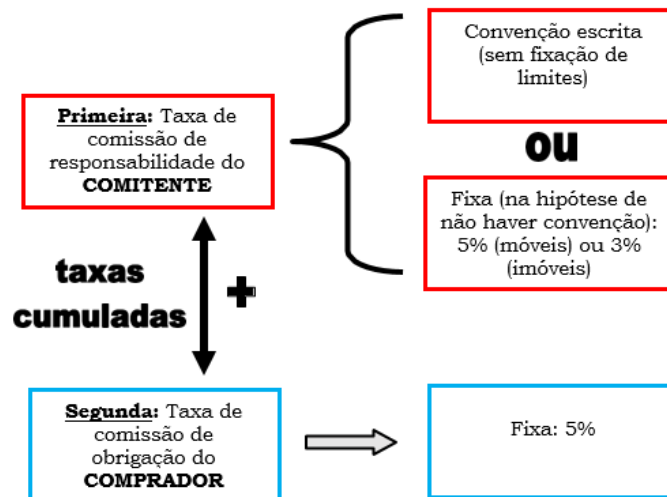 Primeira: Taxa de
comissão de
responsabilidade do
COMITENTE
Convenção escrita
(sem fixação de
limites)
ou
Fixa (na hipótese de
não haver convenção):
5% (móveis) ou 3%
(imóveis)
taxas
cumuladas
+
Segunda: Taxa de
comissão de
obrigação do
COMPRADOR
Fixa: 5%